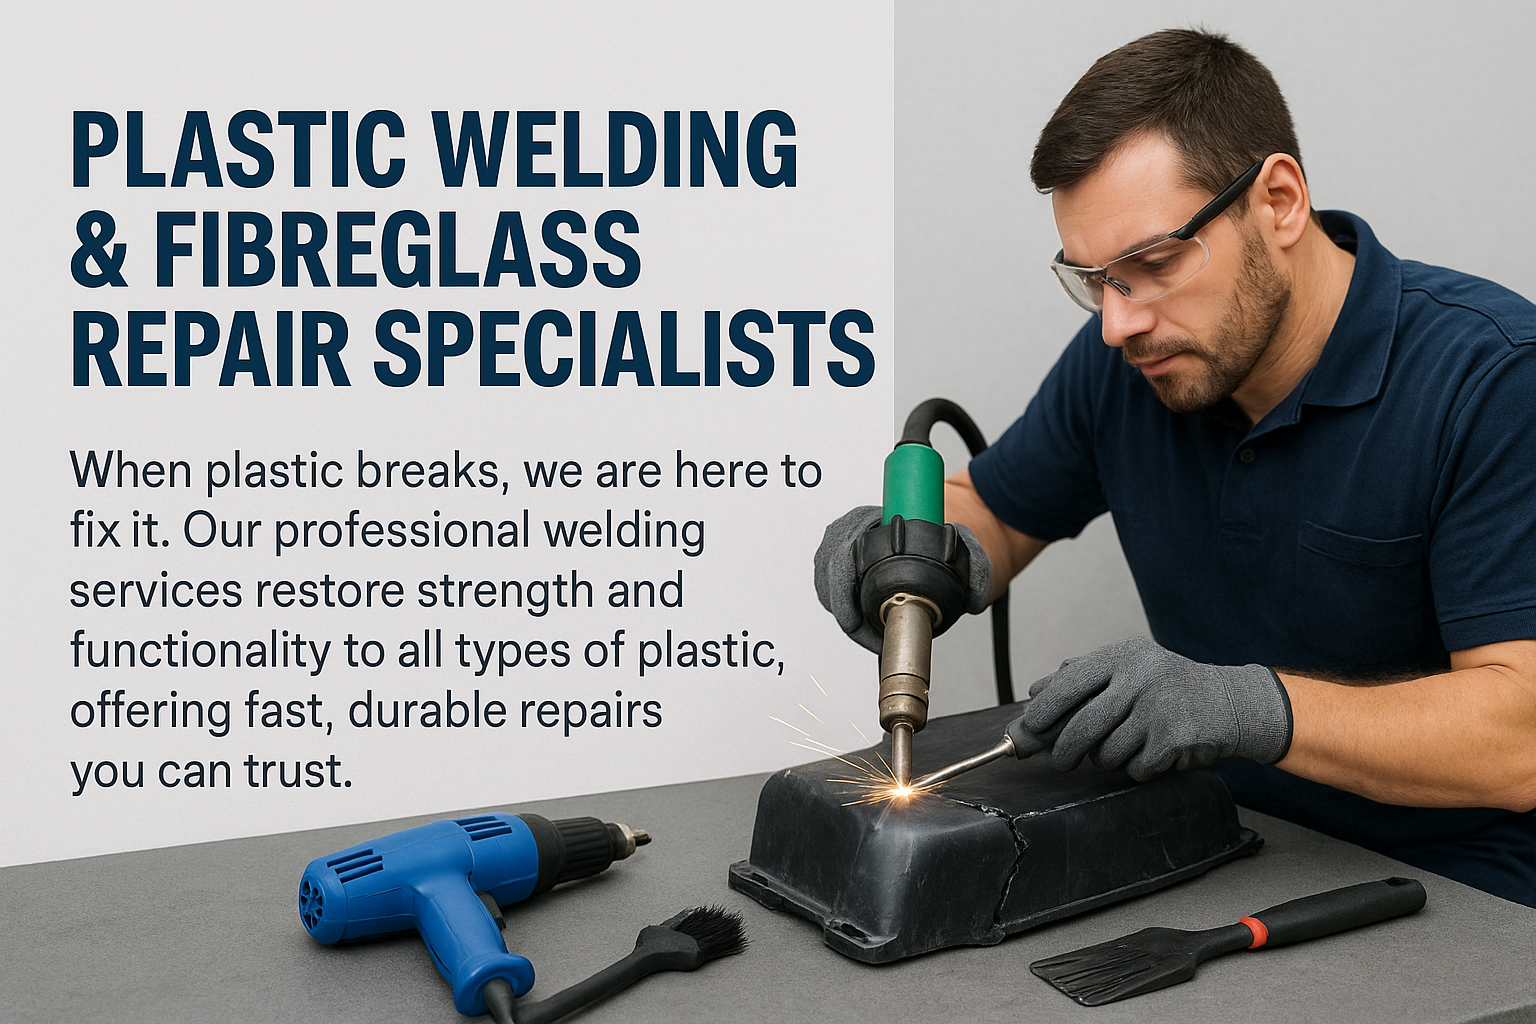 PLASTIC WELDING
& FIBREGLASS
REPAIR SPECIALISTS
When plastic breaks, we are here to
fix it. Our professional welding
services restore strength and
functionality to all types of plastic,
offering fast, durable repairs
you can trust.